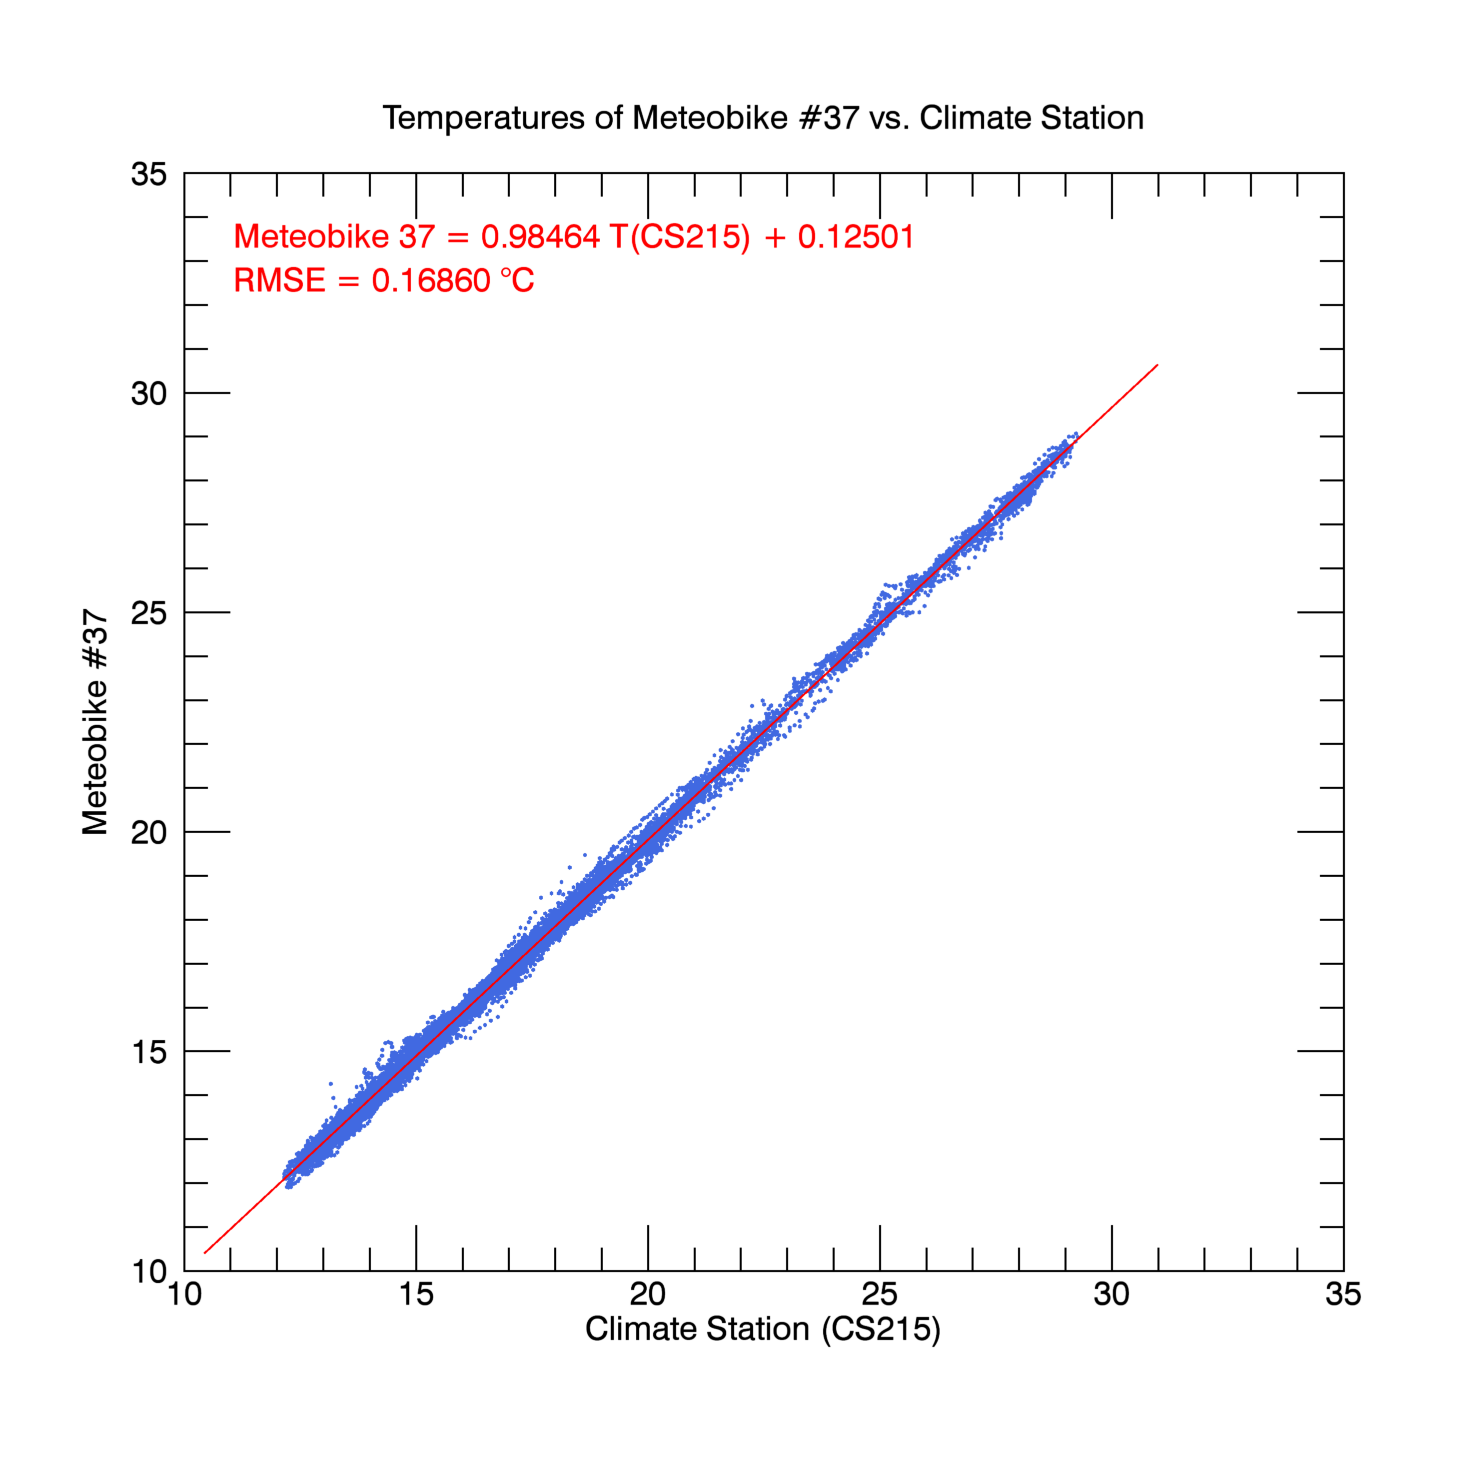 Temperatures of Meteobike #37 vs. Climate Station
35
Meteobike 37 = 0.98464 T(CS215) + 0.12501
RMSE = 0.16860 °C
30
25
Meteobike #37
20
15
10
10 15 20 25 30 35
Climate Station (CS215)